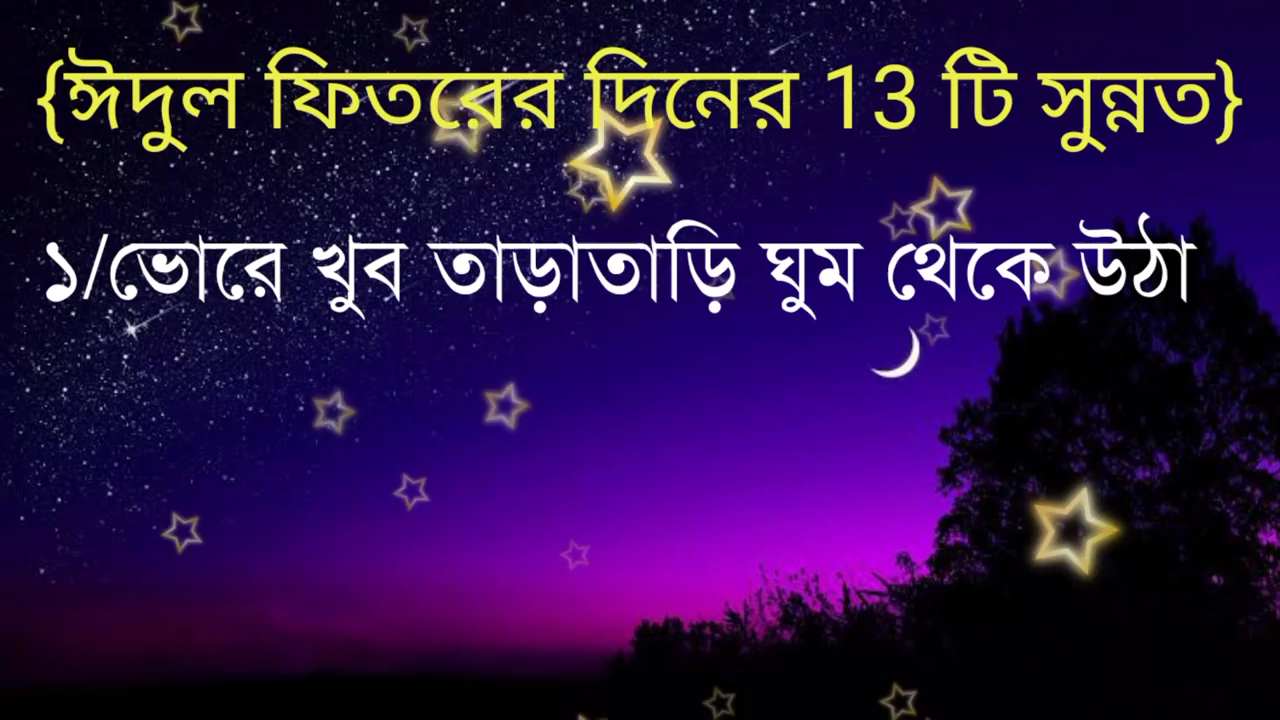 {ঈদুল ফিতরের দিনের 13 টি সুন্নত}
১/ভোরে খুব তাড়াতাড়ি ঘুম থেকে উঠা